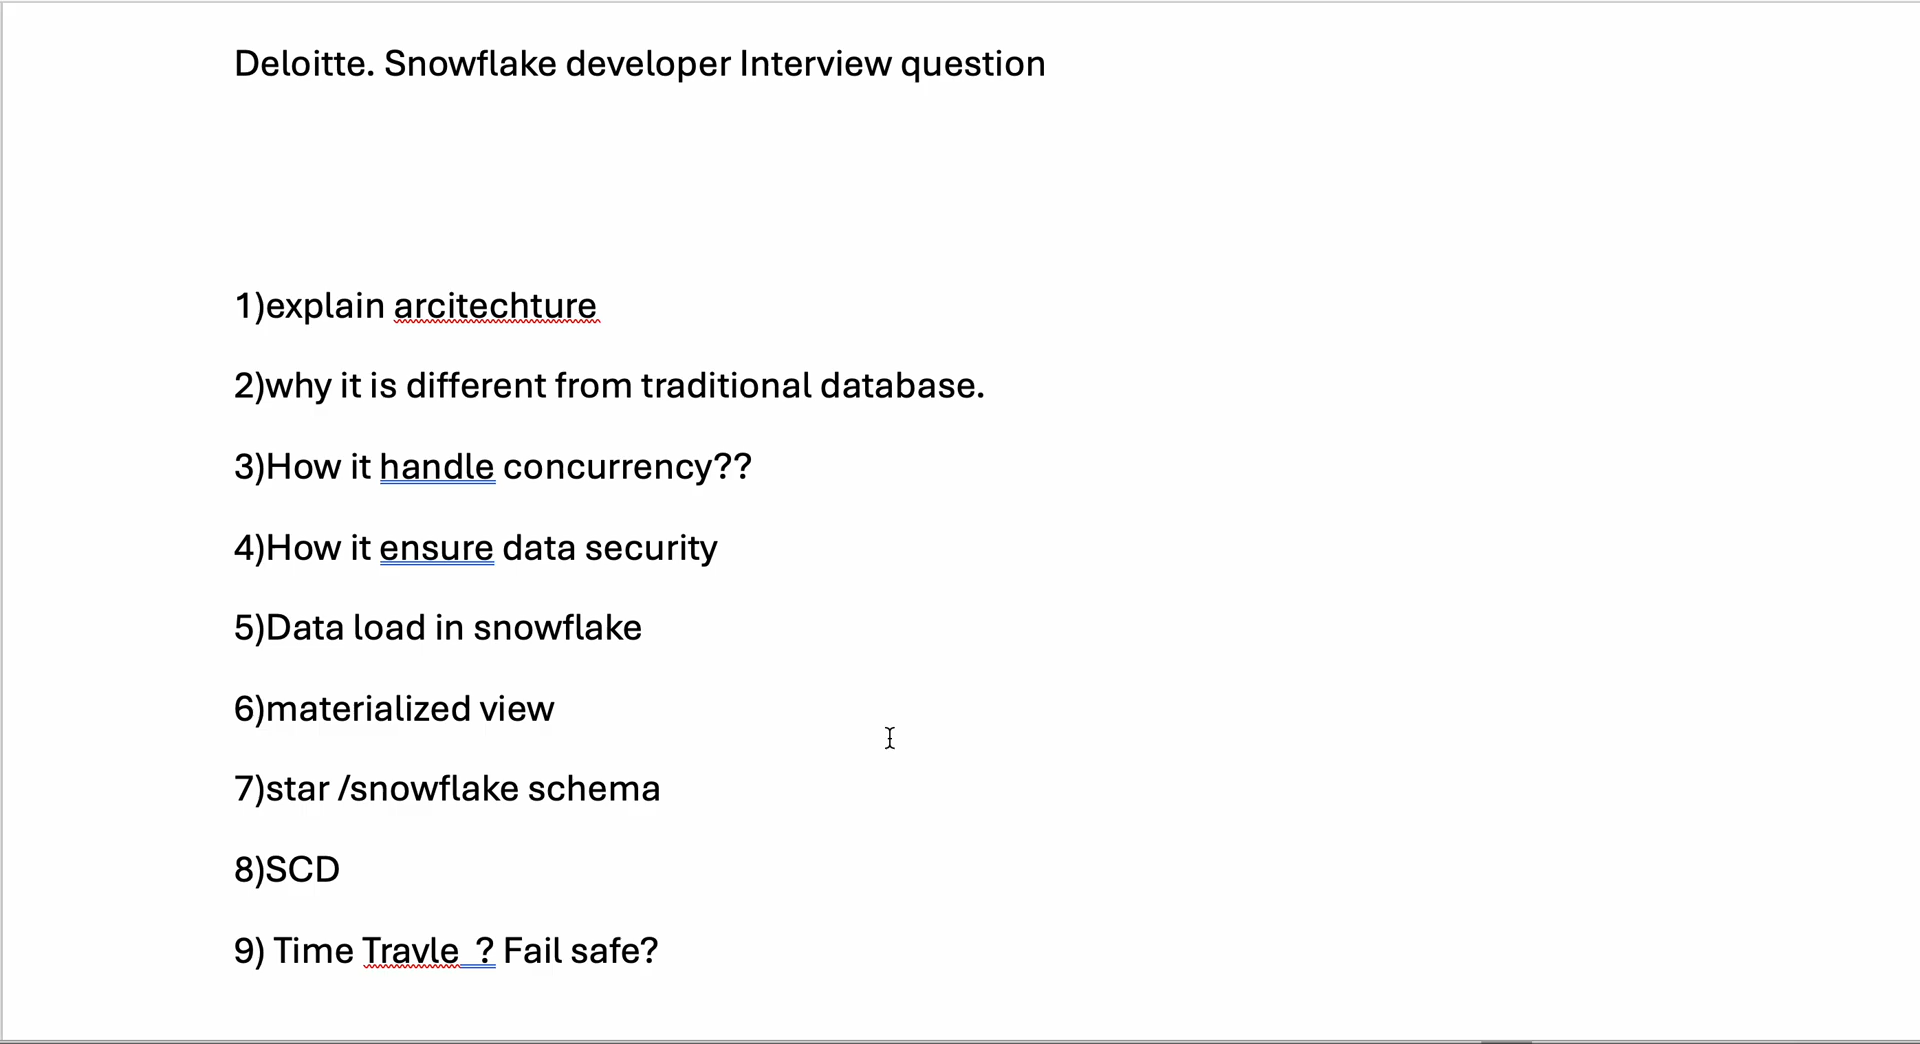 Deloitte. Snowflake developer Interview question
1)explain arcitechture
2)why it is different from traditional database.
3)How it handle concurrency??
4)How it ensure data security
5)Data load in snowflake
6)materialized view
7)star /snowflake schema
8)SCD
9) Time Travle  ? Fail safe?